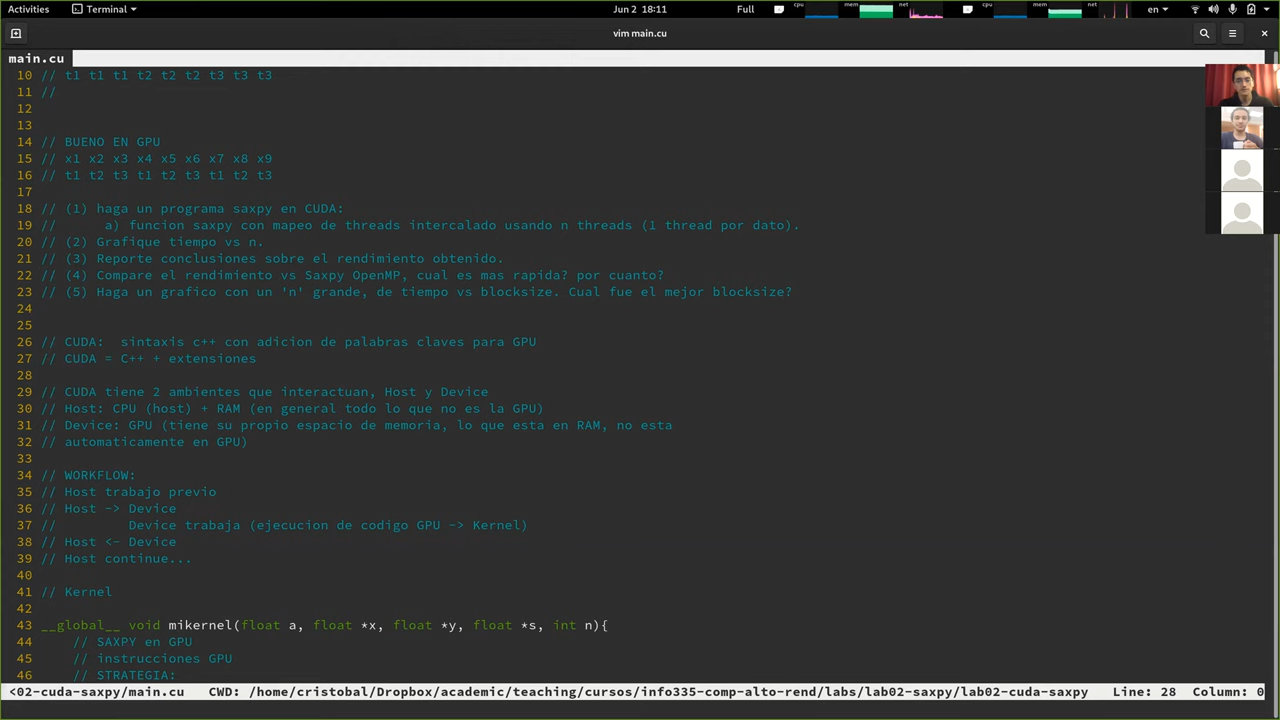 Activities Terminal Jun 2 18:11 Full cpu mem net cpu mem net en
vim main.cu
main.cu
10 // t1 t1 t1 t2 t2 t2 t3 t3 t3
11 //
12
13
14 // BUENO EN GPU
15 // x1 x2 x3 x4 x5 x6 x7 x8 x9
16 // t1 t2 t3 t1 t2 t3 t1 t2 t3
17
18 // (1) haga un programa saxpy en CUDA:
19 //      a) funcion saxpy con mapeo de threads intercalado usando n threads (1 thread por dato).
20 // (2) Grafique tiempo vs n.
21 // (3) Reporte conclusiones sobre el rendimiento obtenido.
22 // (4) Compare el rendimiento vs Saxpy OpenMP, cual es mas rapida? por cuanto?
23 // (5) Haga un grafico con un 'n' grande, de tiempo vs blocksize. Cual fue el mejor blocksize?
24
25
26 // CUDA:  sintaxis c++ con adicion de palabras claves para GPU
27 // CUDA = C++ + extensiones
28
29 // CUDA tiene 2 ambientes que interactuan, Host y Device
30 // Host: CPU (host) + RAM (en general todo lo que no es la GPU)
31 // Device: GPU (tiene su propio espacio de memoria, lo que esta en RAM, no esta
32 // automaticamente en GPU)
33
34 // WORKFLOW:
35 // Host trabajo previo
36 // Host -> Device
37 //         Device trabaja (ejecucion de codigo GPU -> Kernel)
38 // Host <- Device
39 // Host continue...
40
41 // Kernel
42
43 __global__ void mikernel(float a, float *x, float *y, float *s, int n){
44     // SAXPY en GPU
45     // instrucciones GPU
46     // STRATEGIA:
<02-cuda-saxpy/main.cu   CWD: /home/cristobal/Dropbox/academic/teaching/cursos/info335-comp-alto-rend/labs/lab02-saxpy/lab02-cuda-saxpy   Line: 28   Column: 0